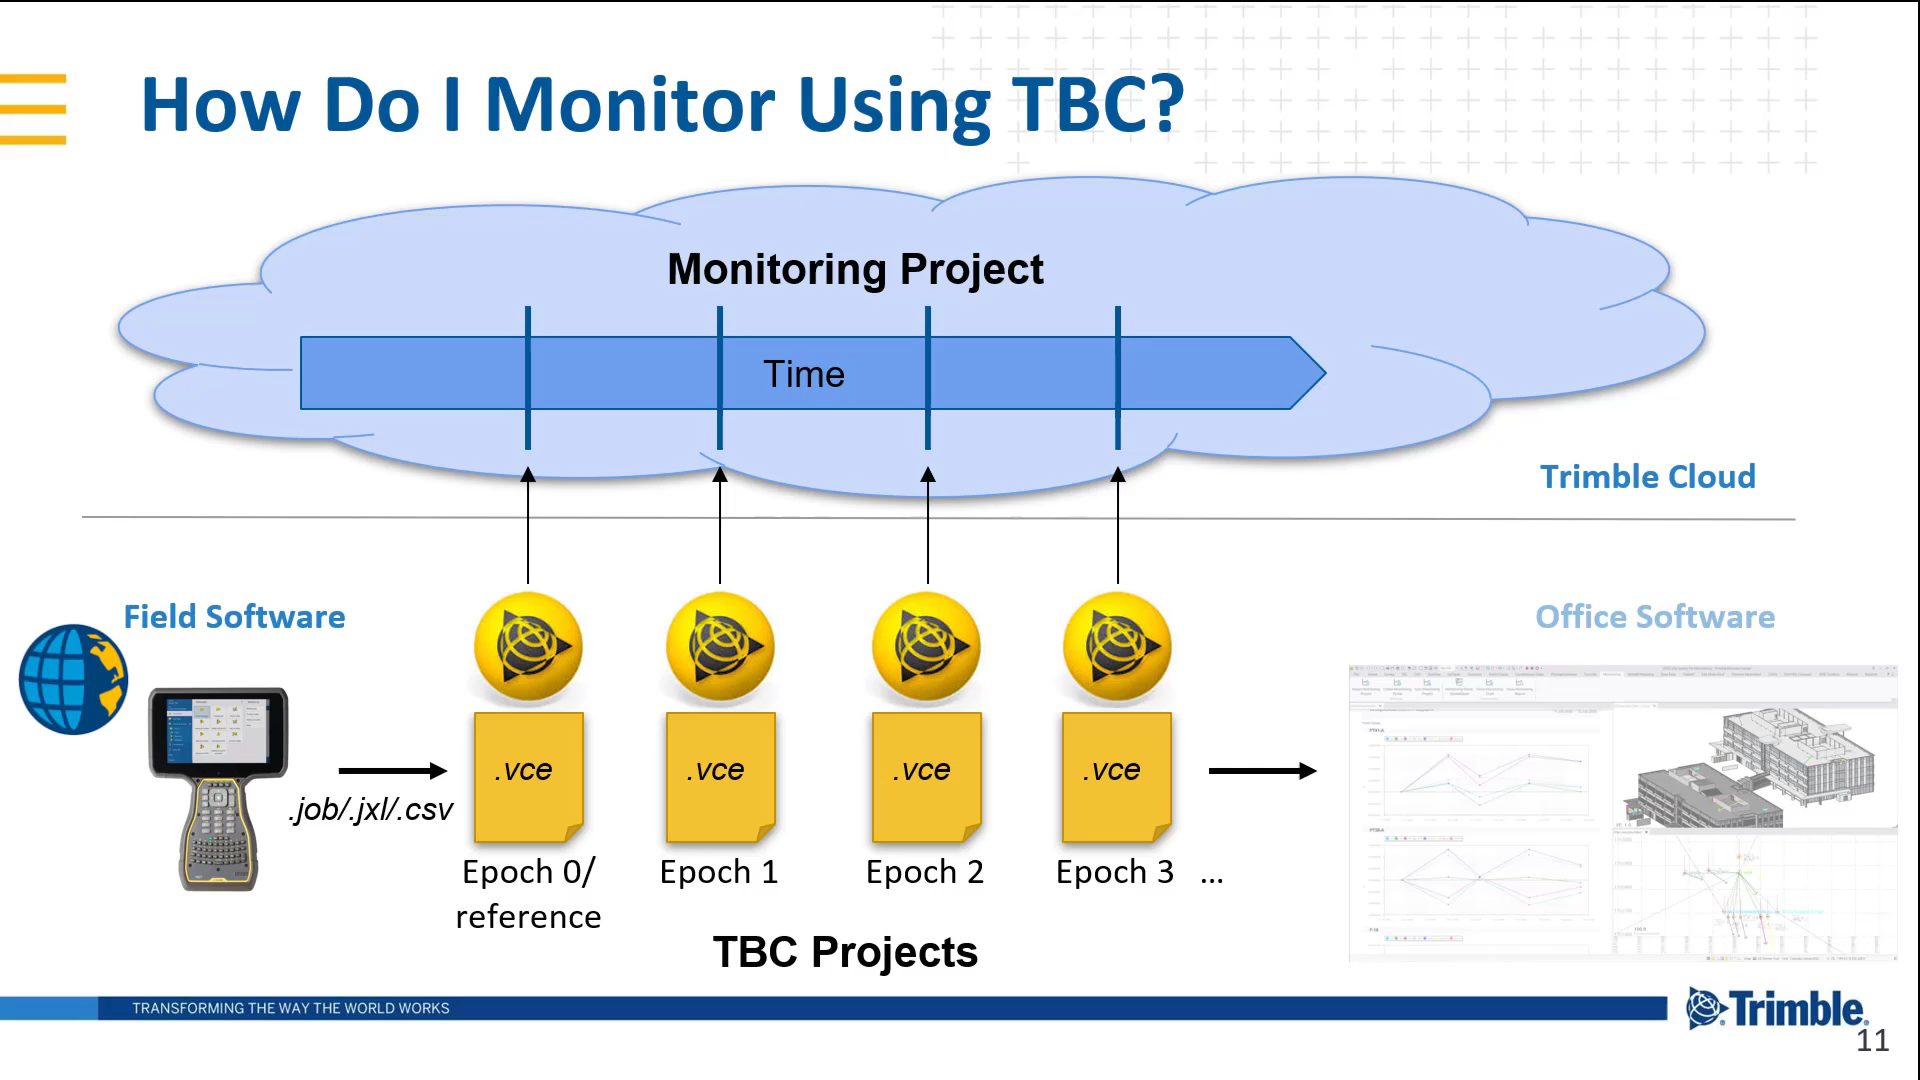 How Do I Monitor Using TBC?
Monitoring Project
Time
Trimble Cloud
Field Software
Office Software
.job/.jxl/.csv
.vce
.vce
.vce
.vce
Epoch 0/
reference
Epoch 1
Epoch 2
Epoch 3
...
TBC Projects
TRANSFORMING THE WAY THE WORLD WORKS
Trimble
11